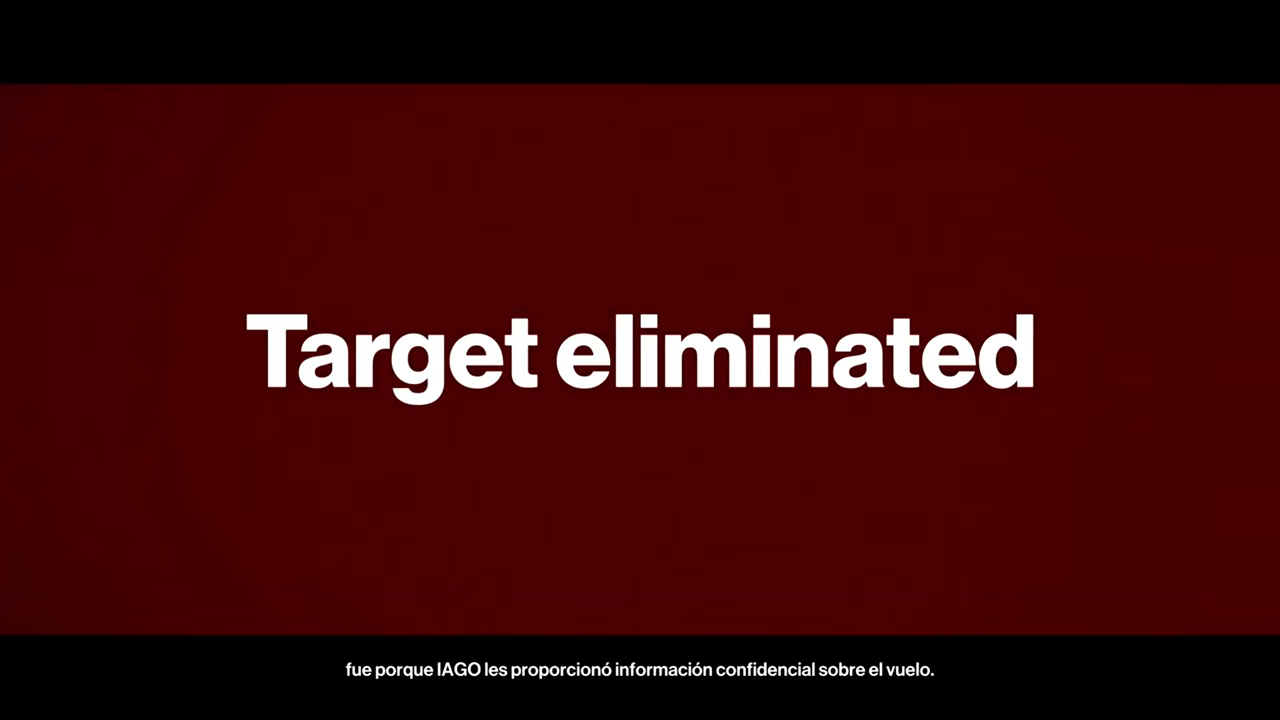 Target eliminated
fue porque IAGO les proporcionó información confidencial sobre el vuelo.